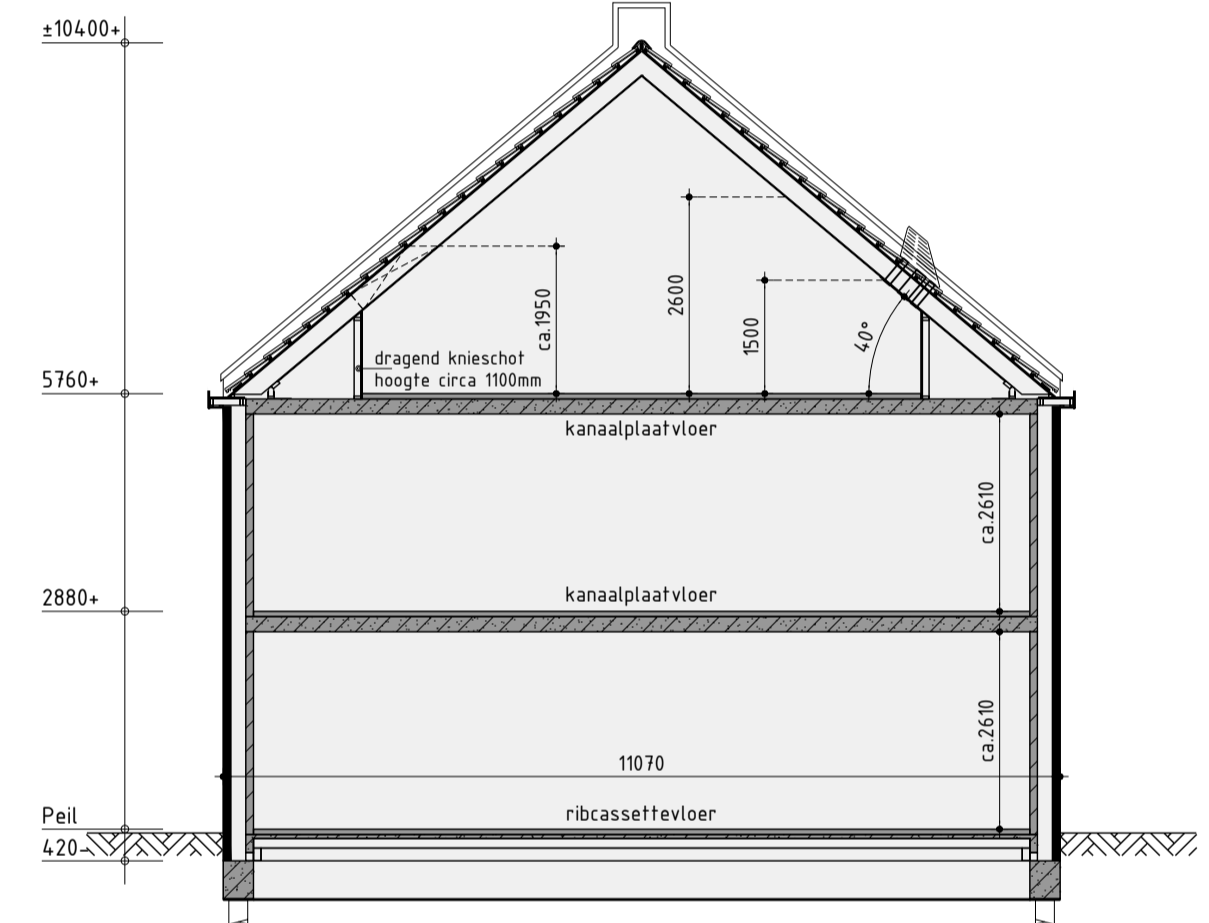 ±10400+
2600
ca.1950
1500
40°
dragend knieschot
hoogte circa 1100mm
5760+
kanaalplaatvloer
ca.2610
2880+
kanaalplaatvloer
ca.2610
11070
Peil
ribcassettevloer
420-